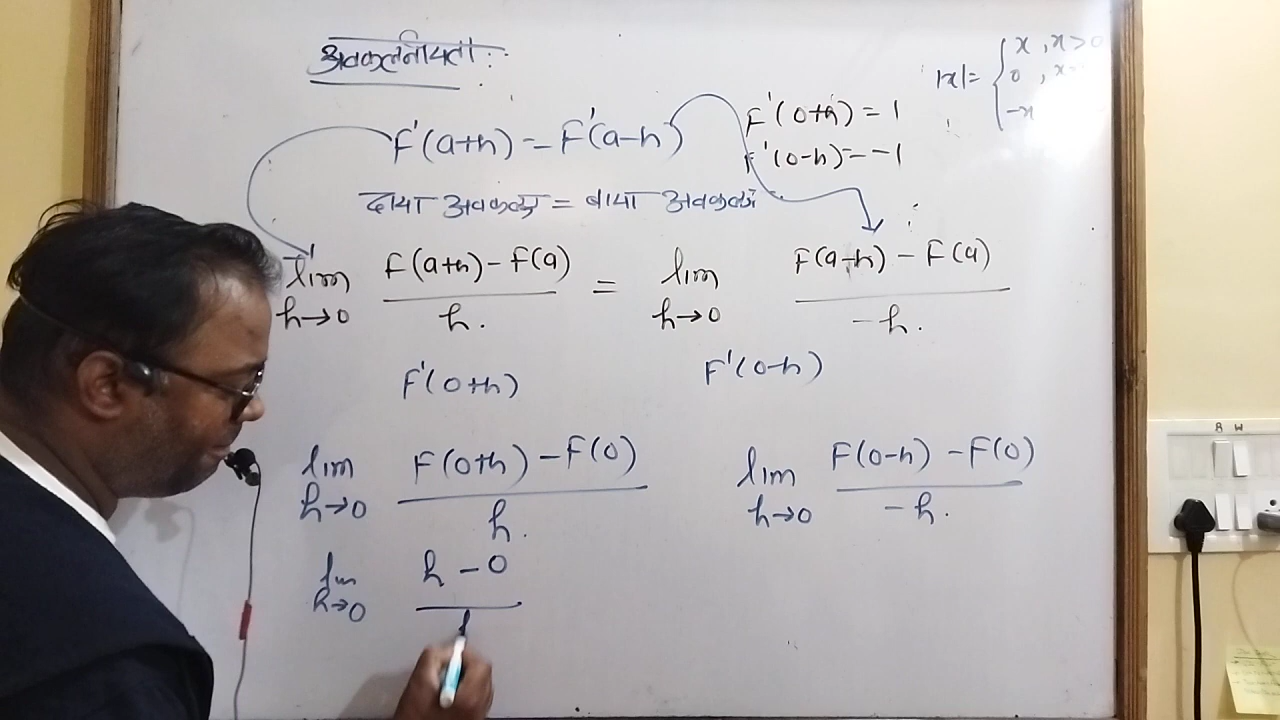 अवकलनीयता :-
|x| = { x , x > 0
0 , x =
-x
F'(a+h) = F'(a-h)
F'(0+h) = 1
F'(0-h) = -1
दायाँ अवकलज = बायाँ अवकलज
lim h→0 F(a+h) - F(a) / h. = lim h→0 F(a-h) - F(a) / -h.
F'(0+h) F'(0-h)
lim h→0 F(0+h) - F(0) / h. lim h→0 F(0-h) - F(0) / -h.
lim h→0 h - 0 /